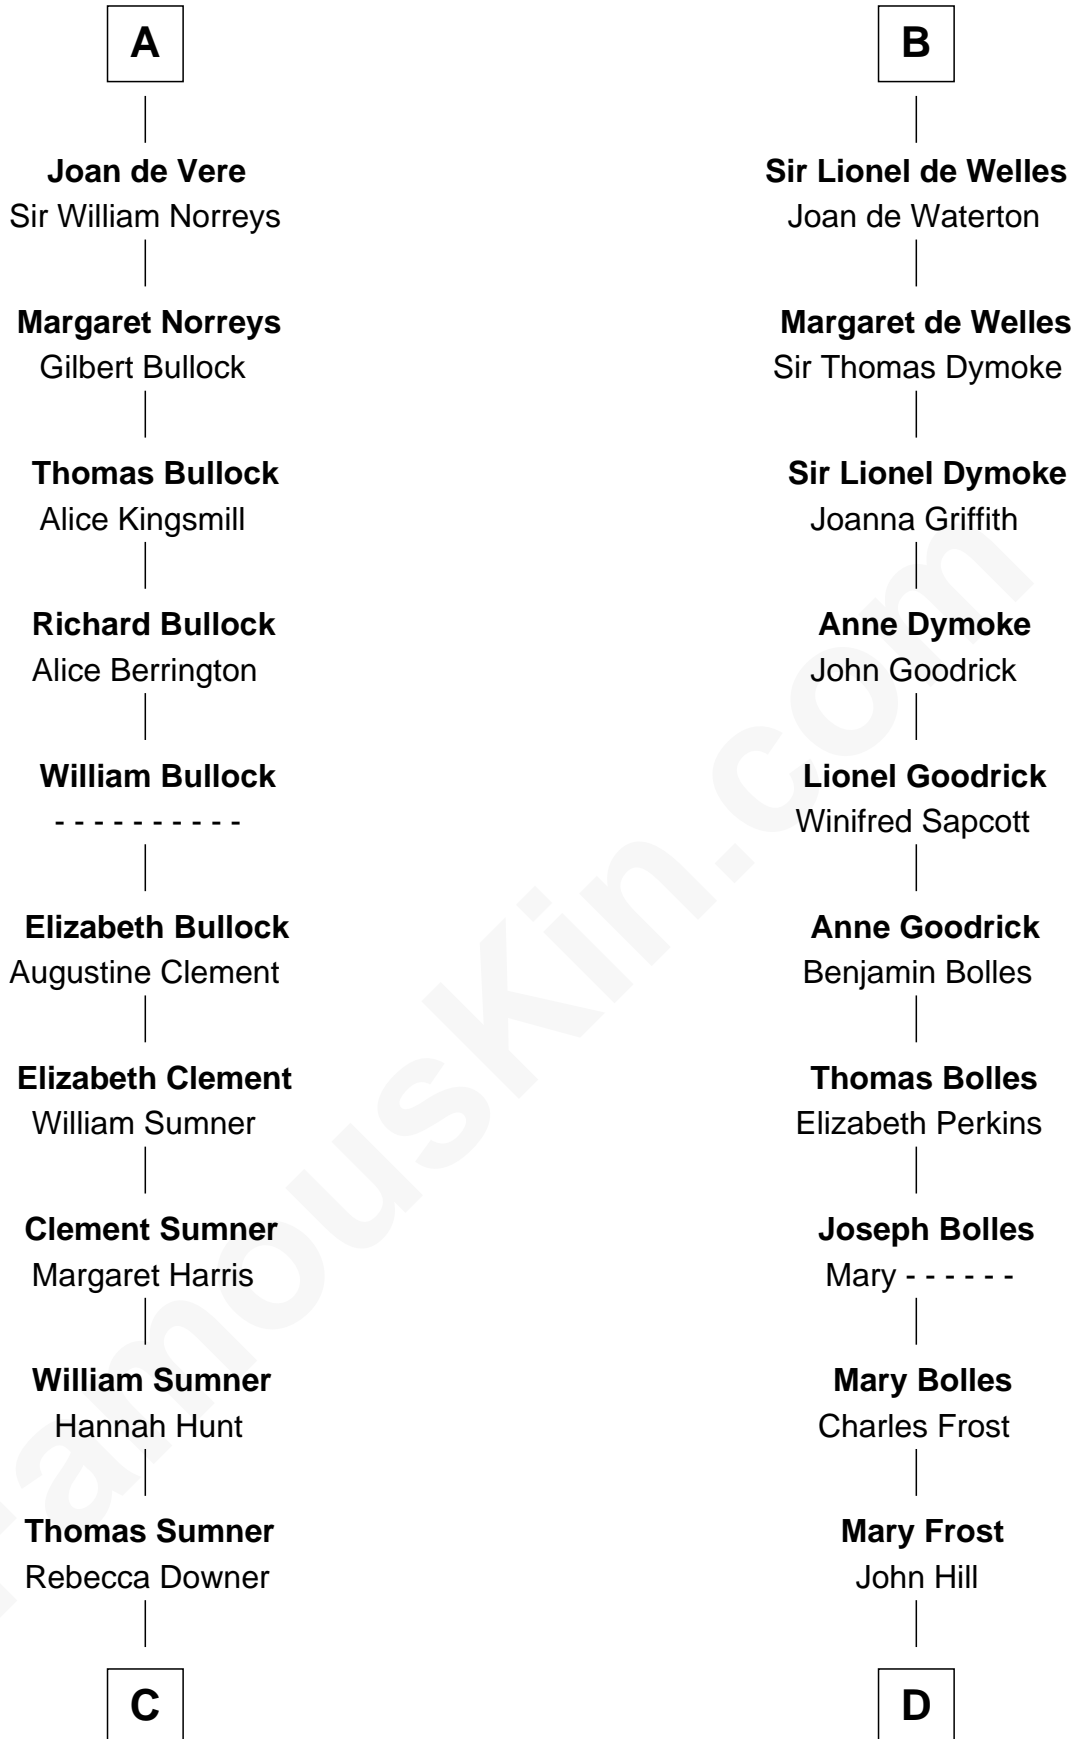 A
Joan de Vere
Sir William Norreys
Margaret Norreys
Gilbert Bullock
Thomas Bullock
Alice Kingsmill
Richard Bullock
Alice Berrington
William Bullock
- - - - - - - - - -
Elizabeth Bullock
Augustine Clement
Elizabeth Clement
William Sumner
Clement Sumner
Margaret Harris
William Sumner
Hannah Hunt
Thomas Sumner
Rebecca Downer
C
B
Sir Lionel de Welles
Joan de Waterton
Margaret de Welles
Sir Thomas Dymoke
Sir Lionel Dymoke
Joanna Griffith
Anne Dymoke
John Goodrick
Lionel Goodrick
Winifred Sapcott
Anne Goodrick
Benjamin Bolles
Thomas Bolles
Elizabeth Perkins
Joseph Bolles
Mary - - - - - -
Mary Bolles
Charles Frost
Mary Frost
John Hill
D
FamousKin.com